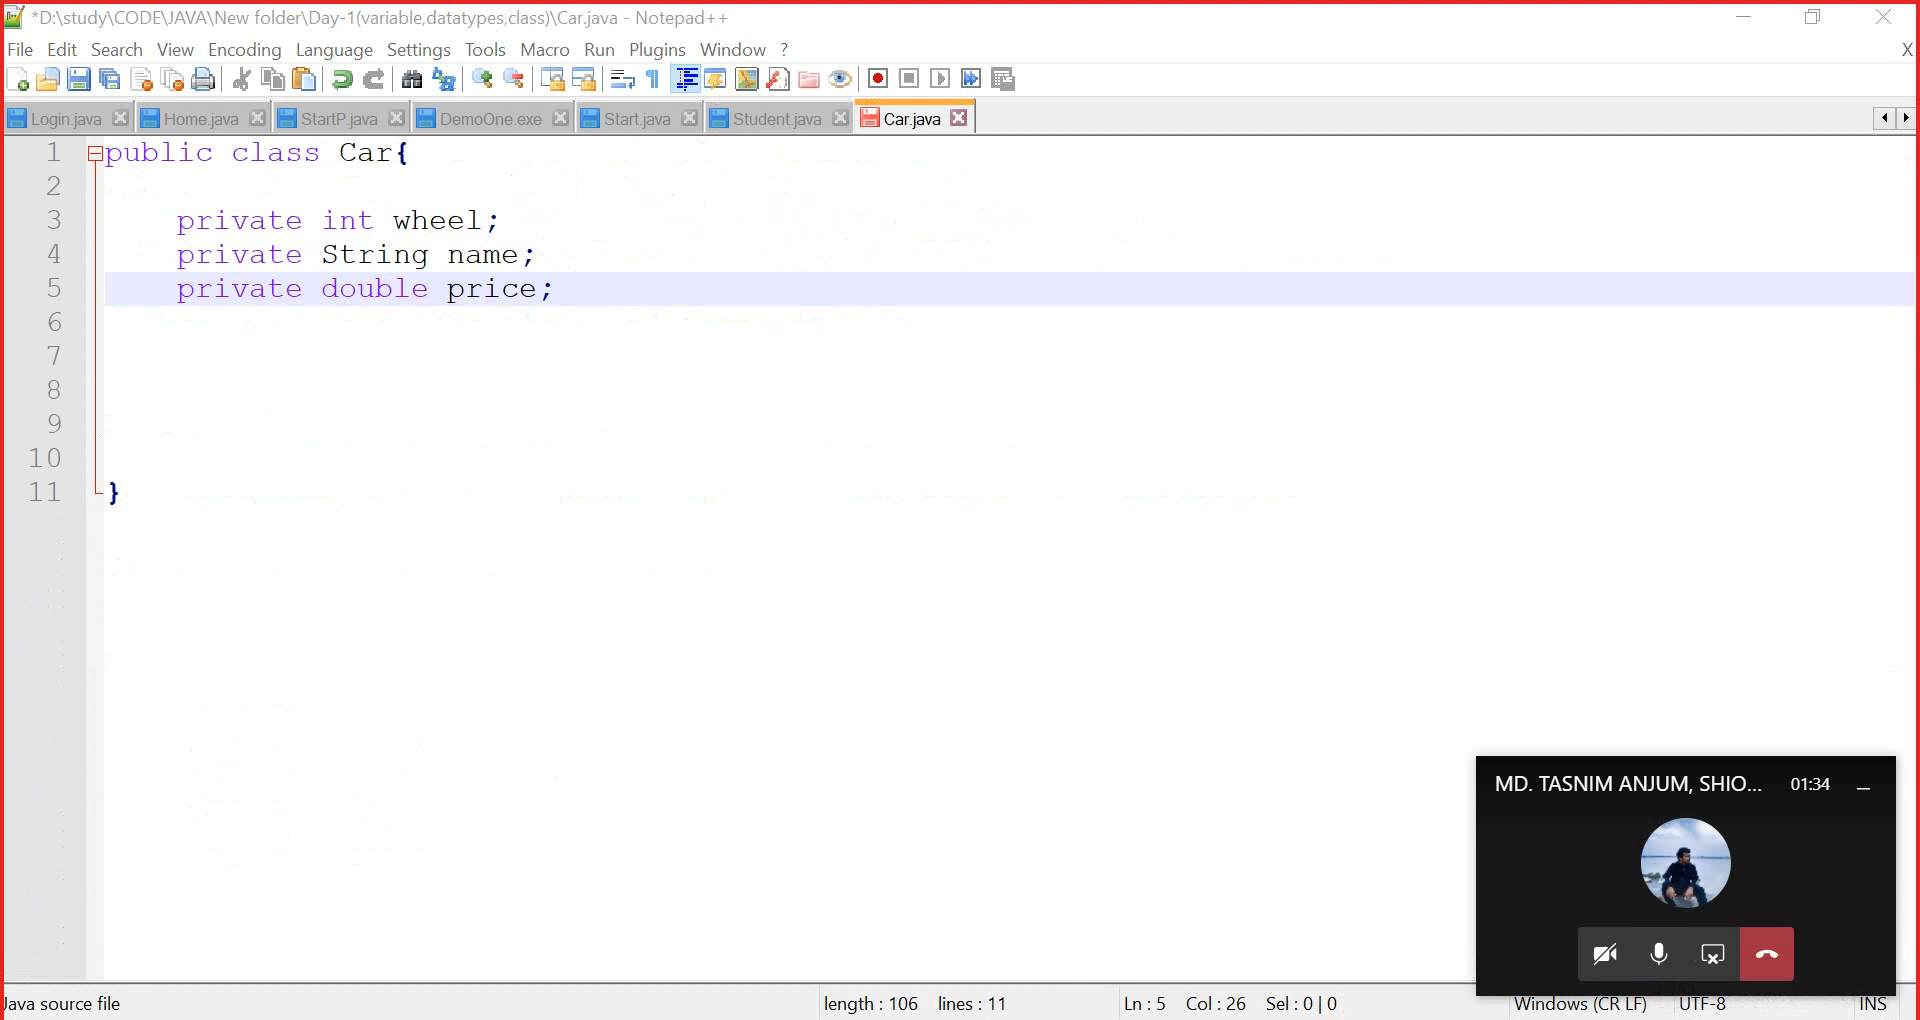 *D:\study\CODE\JAVA\New folder\Day-1(variable,datatypes,class)\Car.java - Notepad++
File Edit Search View Encoding Language Settings Tools Macro Run Plugins Window ?
X
Login.java Home.java StartP.java DemoOne.exe Start.java Student.java Car.java
1 public class Car{
2
3 private int wheel;
4 private String name;
5 private double price;
6
7
8
9
10
11 }
MD. TASNIM ANJUM, SHIO... 01:34
Java source file length : 106 lines : 11 Ln : 5 Col : 26 Sel : 0 | 0 Windows (CR LF) UTF-8 INS